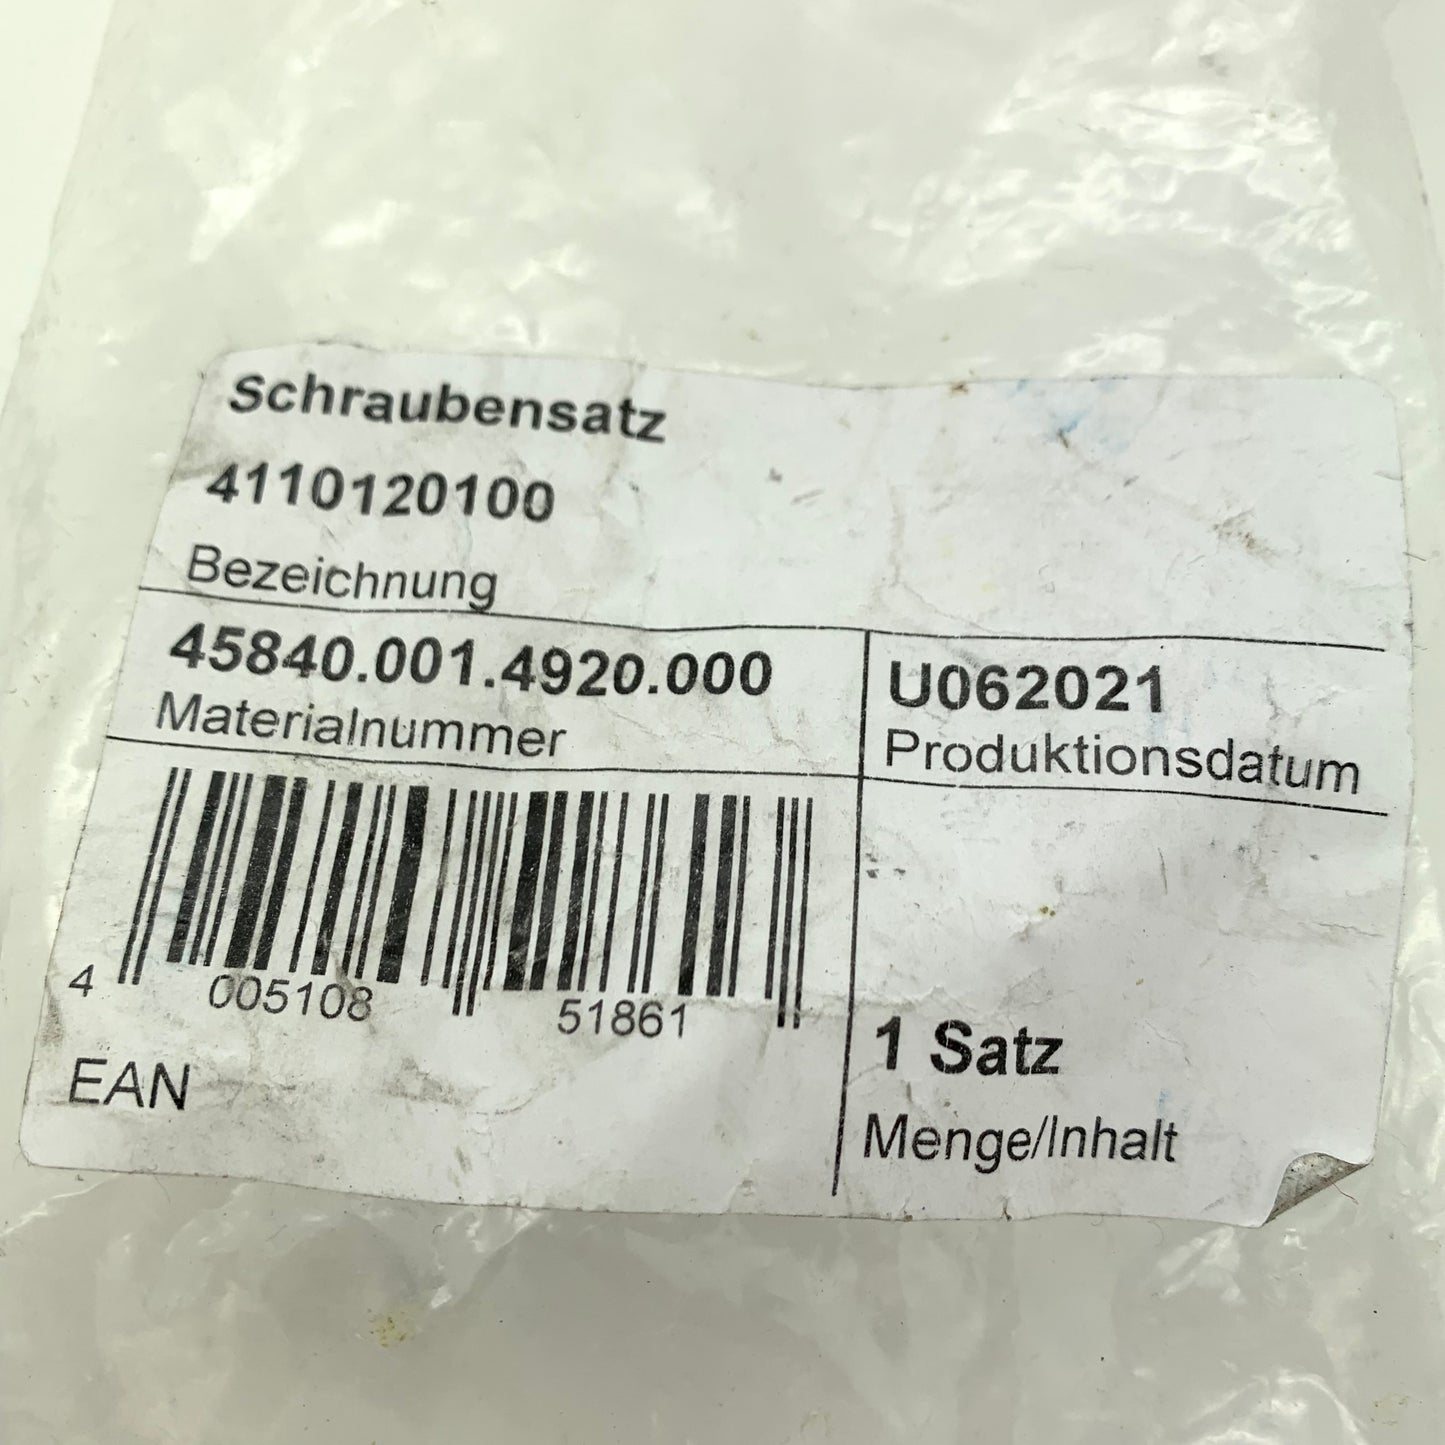 Schraubensatz
4110120100
Bezeichnung
45840.001.4920.000
Materialnummer
U062021
Produktionsdatum
4 005108 51861
EAN
1 Satz
Menge/Inhalt